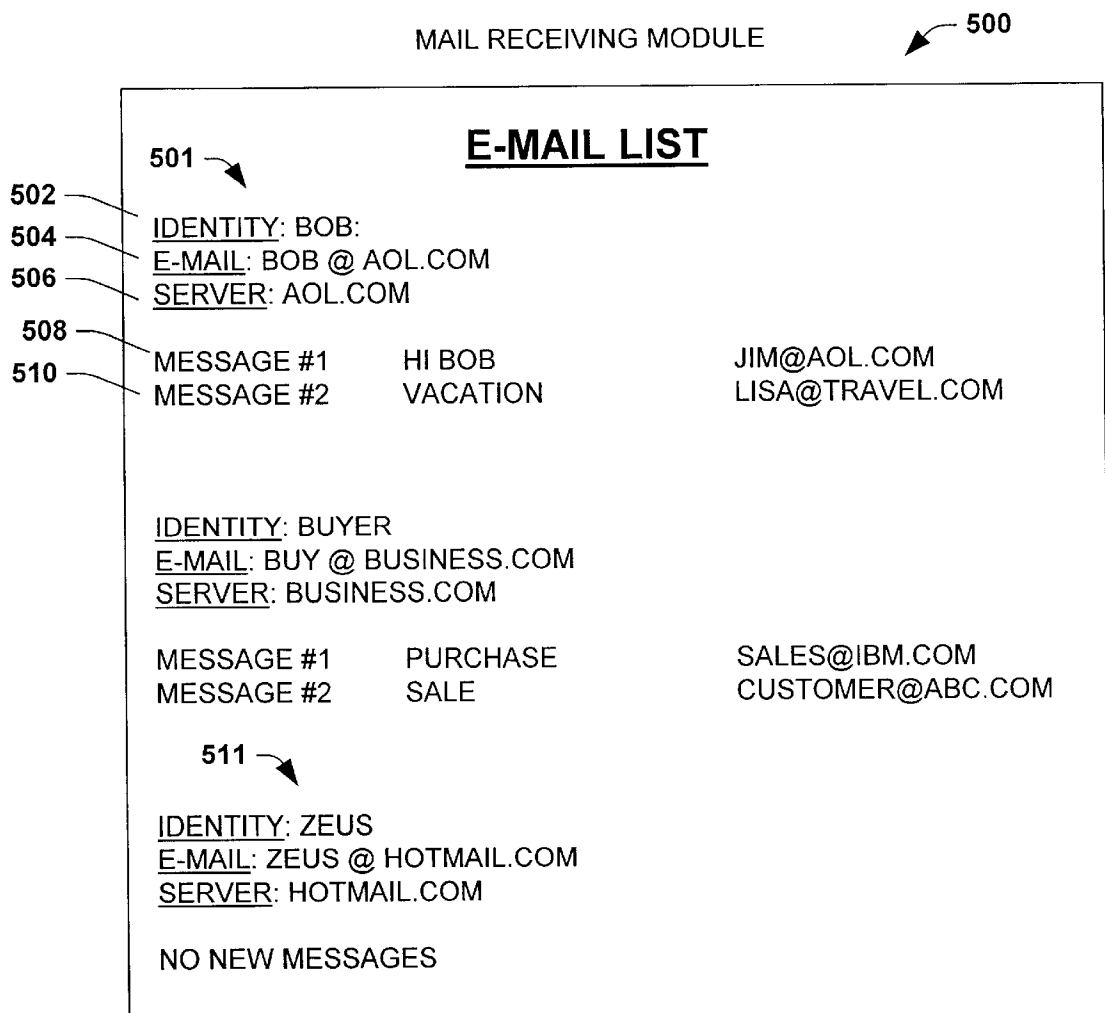 MAIL RECEIVING MODULE 500
E-MAIL LIST
501
502 IDENTITY: BOB:
504 E-MAIL: BOB @ AOL.COM
506 SERVER: AOL.COM
508 MESSAGE #1 HI BOB JIM@AOL.COM
510 MESSAGE #2 VACATION LISA@TRAVEL.COM
IDENTITY: BUYER
E-MAIL: BUY @ BUSINESS.COM
SERVER: BUSINESS.COM
MESSAGE #1 PURCHASE SALES@IBM.COM
MESSAGE #2 SALE CUSTOMER@ABC.COM
511
IDENTITY: ZEUS
E-MAIL: ZEUS @ HOTMAIL.COM
SERVER: HOTMAIL.COM
NO NEW MESSAGES